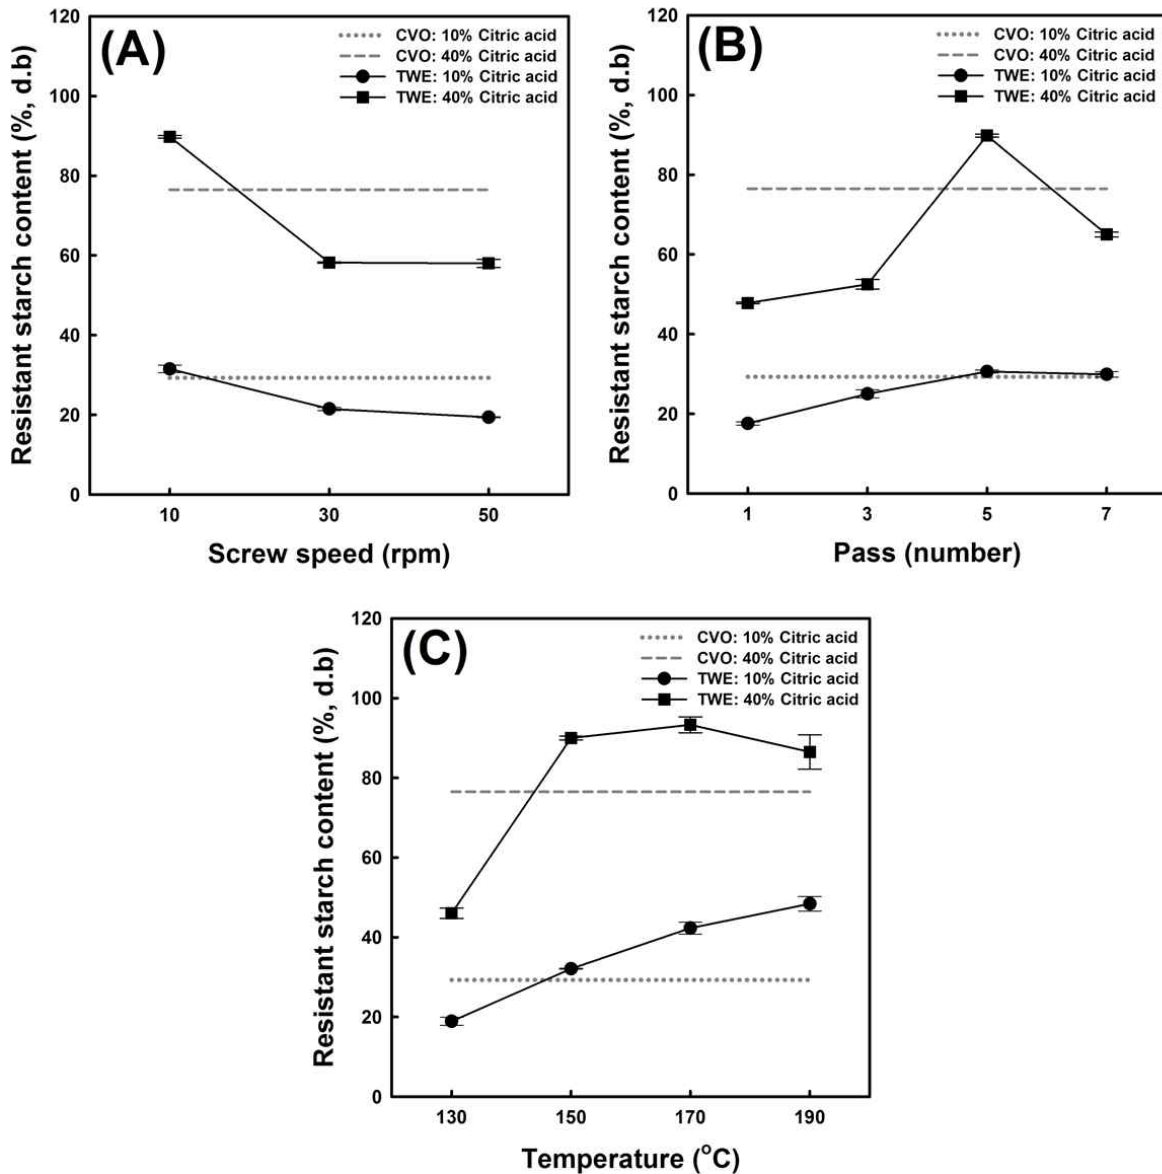 (A)
CVO: 10% Citric acid
CVO: 40% Citric acid
TWE: 10% Citric acid
TWE: 40% Citric acid
Resistant starch content (%, d.b)
120
100
80
60
40
20
0
10 30 50
Screw speed (rpm)
(B)
CVO: 10% Citric acid
CVO: 40% Citric acid
TWE: 10% Citric acid
TWE: 40% Citric acid
Resistant starch content (%, d.b)
120
100
80
60
40
20
0
1 3 5 7
Pass (number)
(C)
CVO: 10% Citric acid
CVO: 40% Citric acid
TWE: 10% Citric acid
TWE: 40% Citric acid
Resistant starch content (%, d.b)
120
100
80
60
40
20
0
130 150 170 190
Temperature (°C)